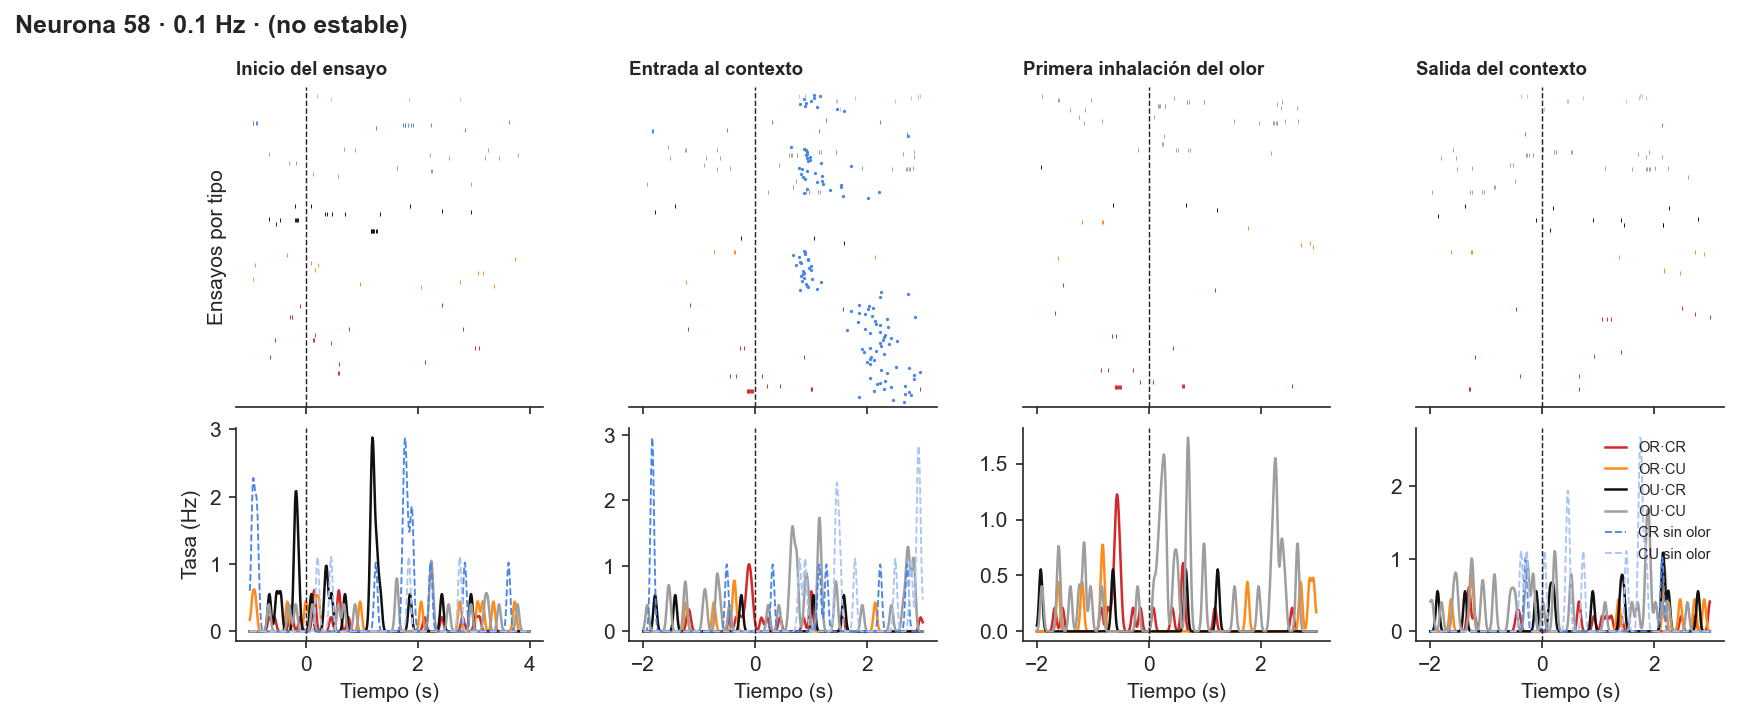 Neurona 58 · 0.1 Hz · (no estable)
Inicio del ensayo
Entrada al contexto
Primera inhalación del olor
Salida del contexto
Ensayos por tipo
Tasa (Hz)
3
2
1
0
3
2
1
0
1.5
1.0
0.5
0.0
2
1
0
OR·CR
OR·CU
OU·CR
OU·CU
CR sin olor
CU sin olor
0 2 4
−2 0 2
−2 0 2
−2 0 2
Tiempo (s)
Tiempo (s)
Tiempo (s)
Tiempo (s)